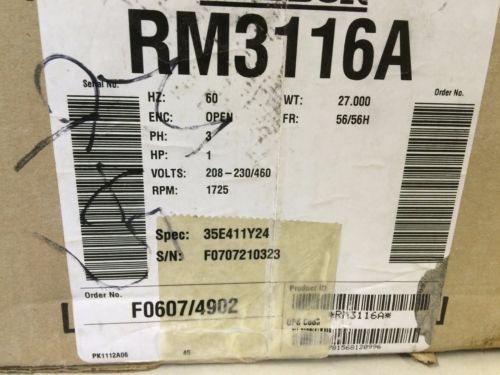 RM3116A
Serial No.
Order No.
HZ: 60 WT: 27.000
ENC: OPEN FR: 56/56H
PH: 3
HP: 1
VOLTS: 208-230/460
RPM: 1725
Spec: 35E411Y24
S/N: F0707210323
Order No.
F0607/4902
Product ID
*RM3116A*
UPC Code
781568120996
PK1112A06
45